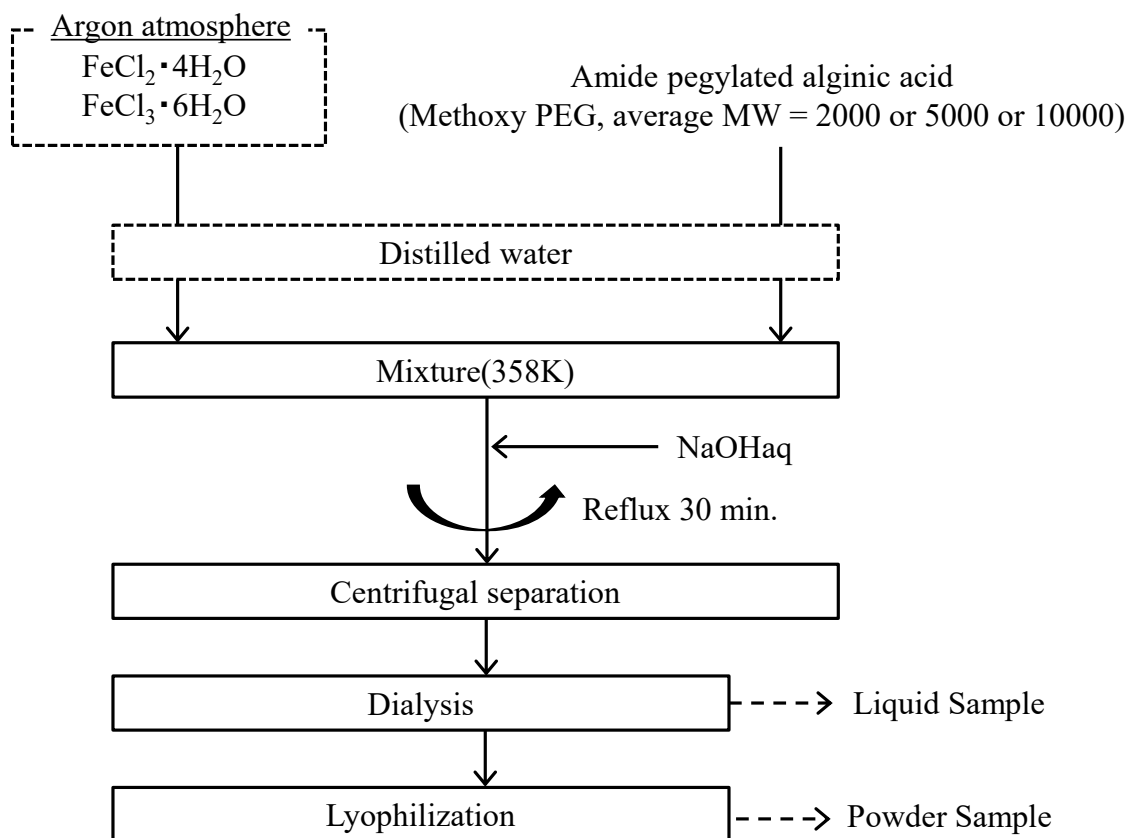 Argon atmosphere
FeCl₂・4H₂O
FeCl₃・6H₂O
Amide pegylated alginic acid
(Methoxy PEG, average MW = 2000 or 5000 or 10000)
Distilled water
Mixture(358K)
NaOHaq
Reflux 30 min.
Centrifugal separation
Dialysis
Liquid Sample
Lyophilization
Powder Sample